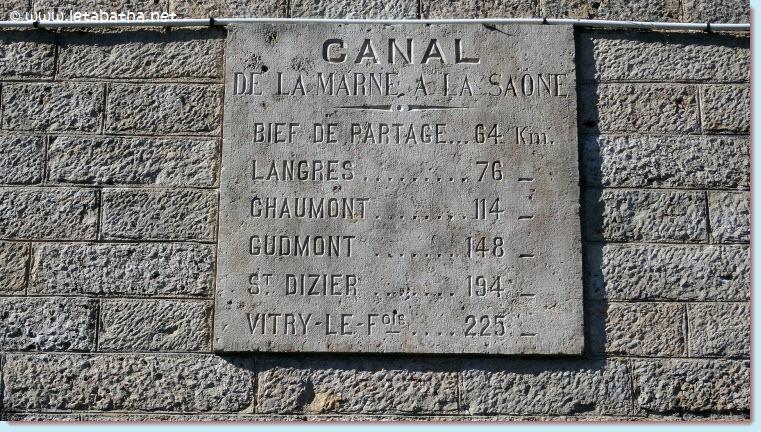 © www.letabatha.net
CANAL
DE LA MARNE A LA SAÔNE
BIEF DE PARTAGE... 64 Km.
LANGRES ......... 76 _
CHAUMONT ....... 114 _
GUDMONT ....... 148 _
ST DIZIER ....... 194 _
VITRY-LE-Fois .... 225 _